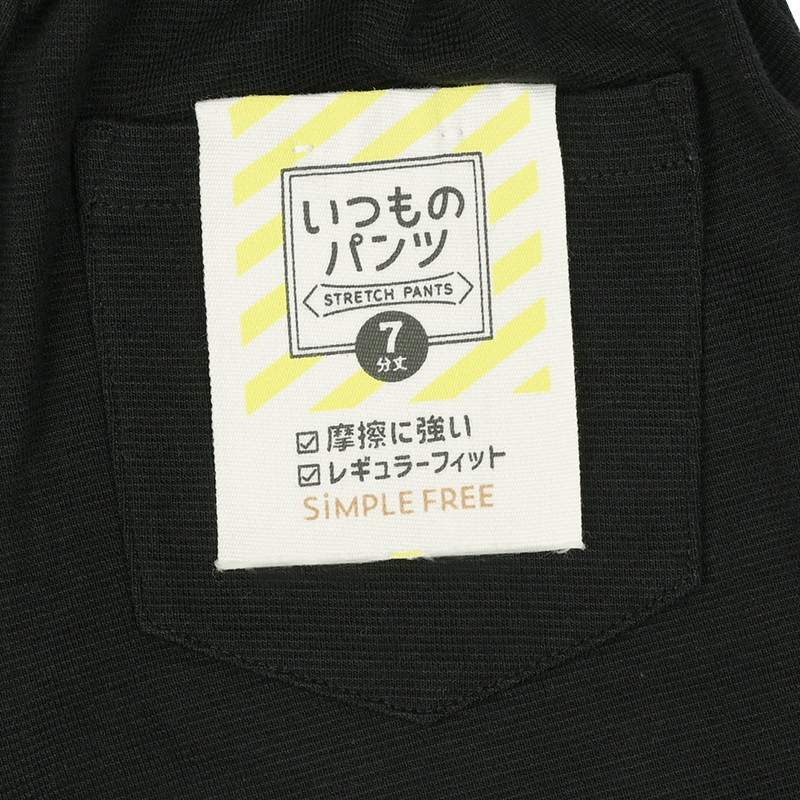 いつもの
パンツ
STRETCH PANTS
7
分丈
摩擦に強い
レギュラーフィット
SiMPLE FREE